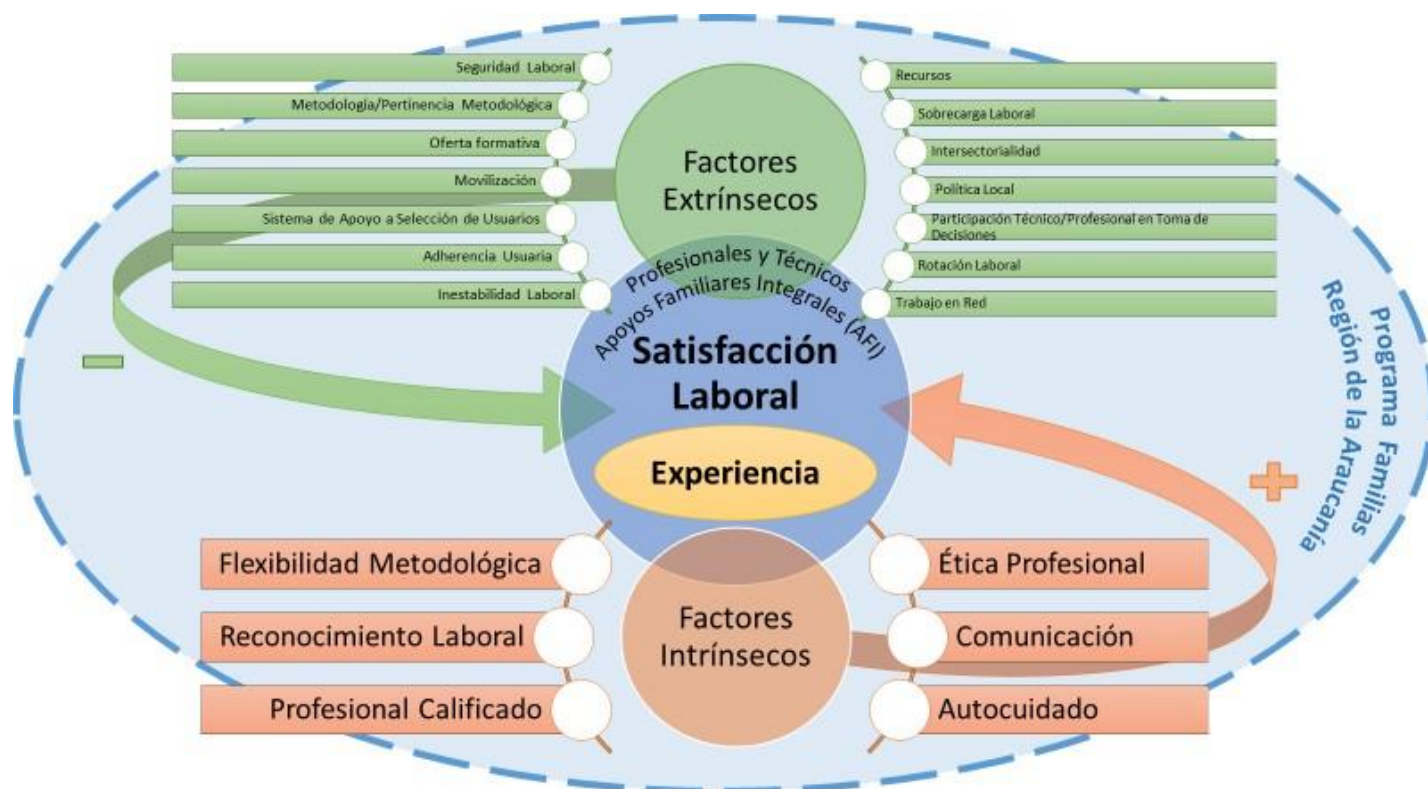 Seguridad Laboral
Metodología/Pertinencia Metodológica
Oferta formativa
Movilización
Sistema de Apoyo a Selección de Usuarios
Adherencia Usuaria
Inestabilidad Laboral
Factores
Extrínsecos
Recursos
Sobrecarga Laboral
Intersectorialidad
Política Local
Participación Técnico/Profesional en Toma de
Decisiones
Rotación Laboral
Trabajo en Red
Profesionales y Técnicos
Apoyos Familiares Integrales (AFI)
Satisfacción
Laboral
Experiencia
Programa Familias
Región de la Araucanía
Flexibilidad Metodológica
Reconocimiento Laboral
Profesional Calificado
Factores
Intrínsecos
Ética Profesional
Comunicación
Autocuidado